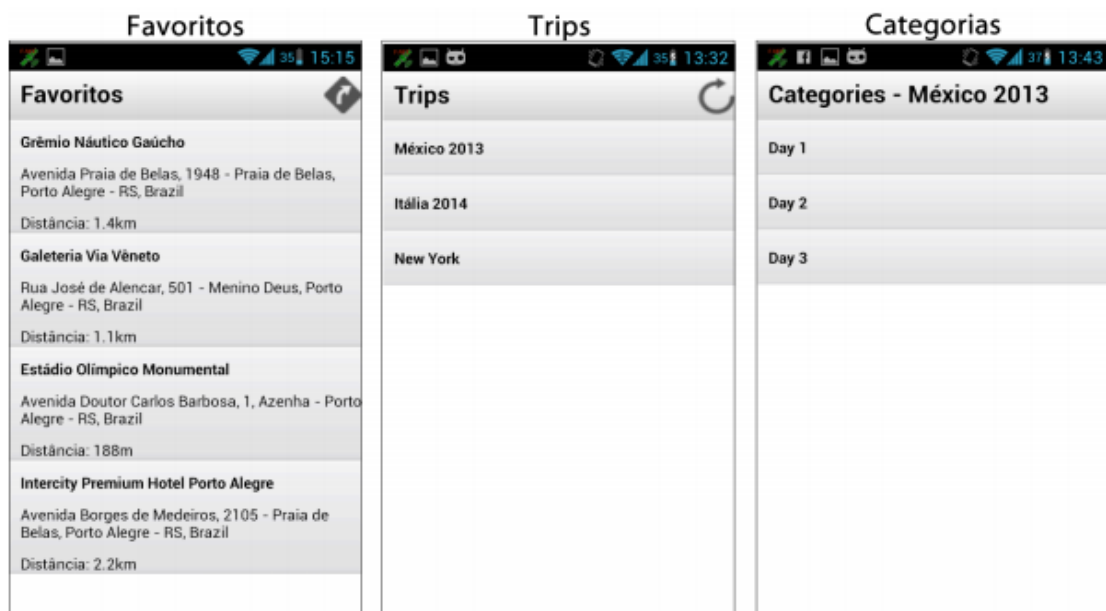 Favoritos
15:15
35
Favoritos
Grêmio Náutico Gaúcho
Avenida Praia de Belas, 1948 - Praia de Belas,
Porto Alegre - RS, Brazil
Distância: 1.4km
Galeteria Via Vêneto
Rua José de Alencar, 501 - Menino Deus, Porto
Alegre - RS, Brazil
Distância: 1.1km
Estádio Olímpico Monumental
Avenida Doutor Carlos Barbosa, 1, Azenha - Porto
Alegre - RS, Brazil
Distância: 188m
Intercity Premium Hotel Porto Alegre
Avenida Borges de Medeiros, 2105 - Praia de
Belas, Porto Alegre - RS, Brazil
Distância: 2.2km
Trips
35 13:32
Trips
México 2013
Itália 2014
New York
Categorias
37 13:43
Categories - México 2013
Day 1
Day 2
Day 3